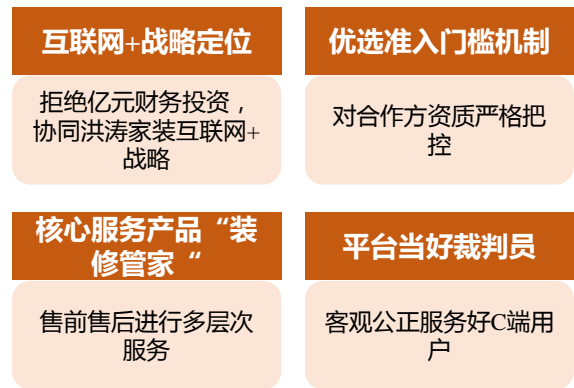 互联网+战略定位
拒绝亿元财务投资，
协同洪涛家装互联网+
战略
优选准入门槛机制
对合作方资质严格把
控
核心服务产品“装
修管家“
售前售后进行多层次
服务
平台当好裁判员
客观公正服务好C端用
户